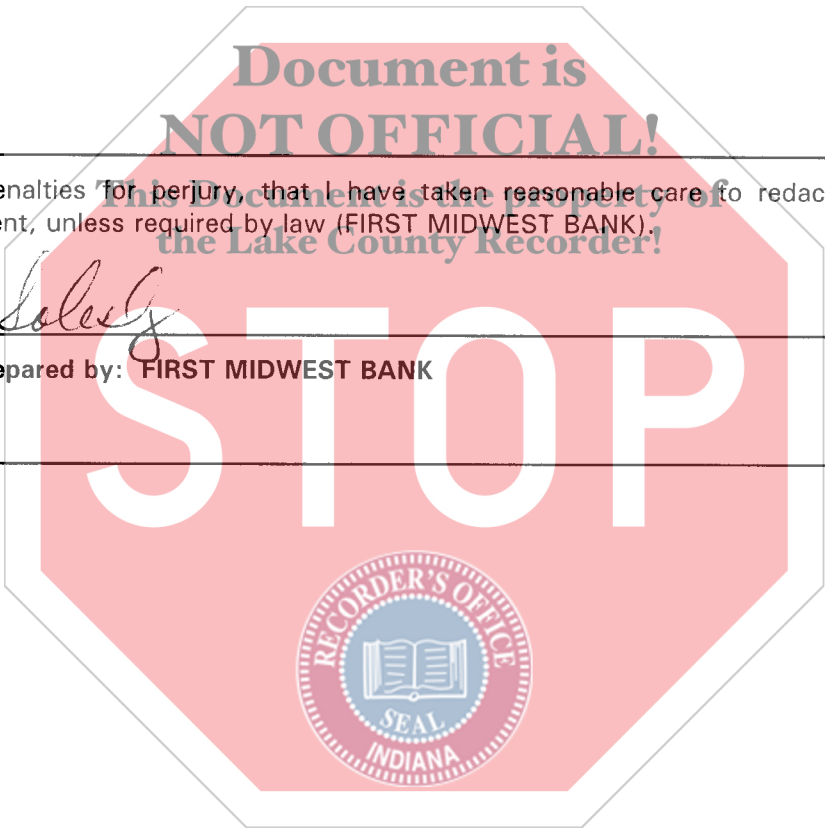 Document is
NOT OFFICIAL!
This Document is the property of
the Lake County Recorder!
enalties for perjury, that I have taken reasonable care to redac
ent, unless required by law (FIRST MIDWEST BANK).
epared by: FIRST MIDWEST BANK
STOP
RECORDER'S OFFICE
SEAL
INDIANA